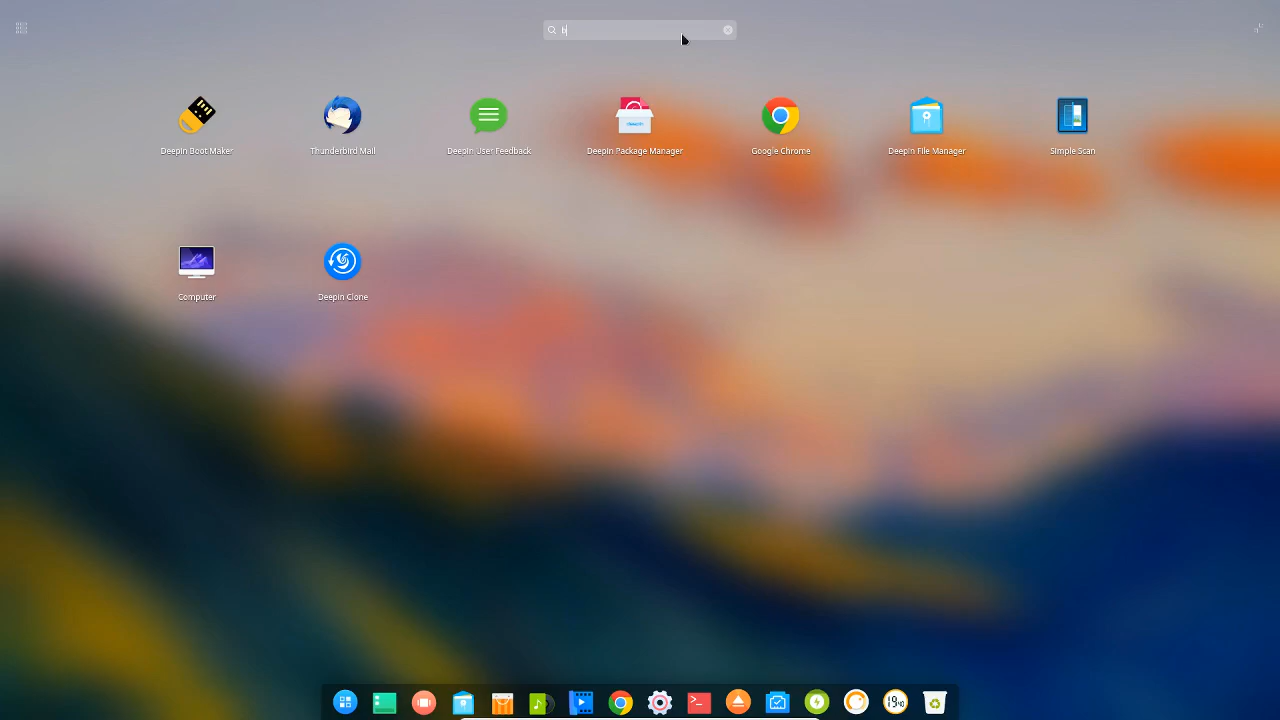 b
Deepin Boot Maker
Thunderbird Mail
Deepin User Feedback
Deepin Package Manager
Google Chrome
Deepin File Manager
Simple Scan
Computer
Deepin Clone